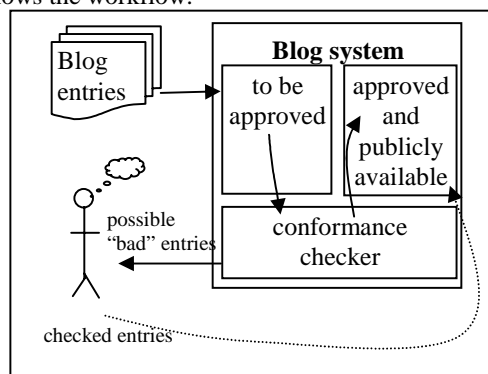 lows the workflow.
Blog system
Blog
entries
to be
approved
approved
and
publicly
available
possible
“bad” entries
conformance
checker
checked entries